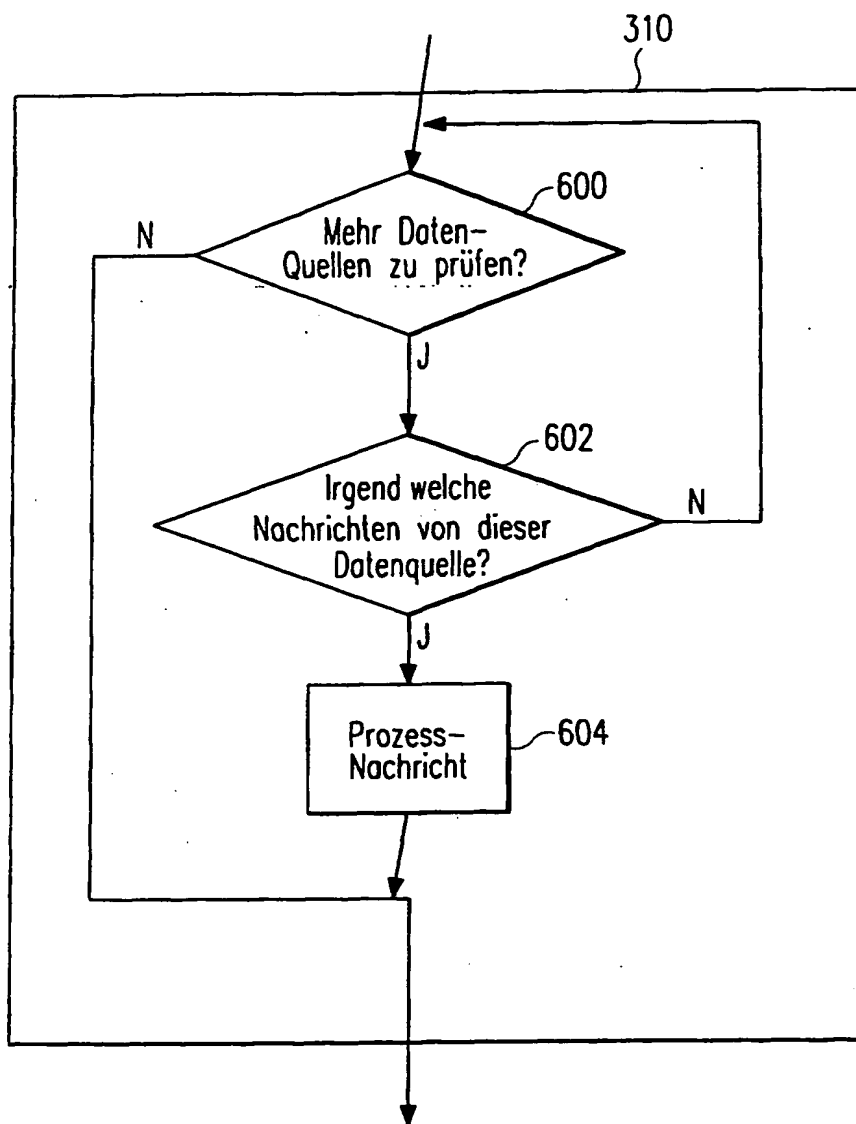 310
600
N
Mehr Daten-
Quellen zu prüfen?
J
602
Irgend welche
Nachrichten von dieser
Datenquelle?
N
J
Prozess-
Nachricht
604